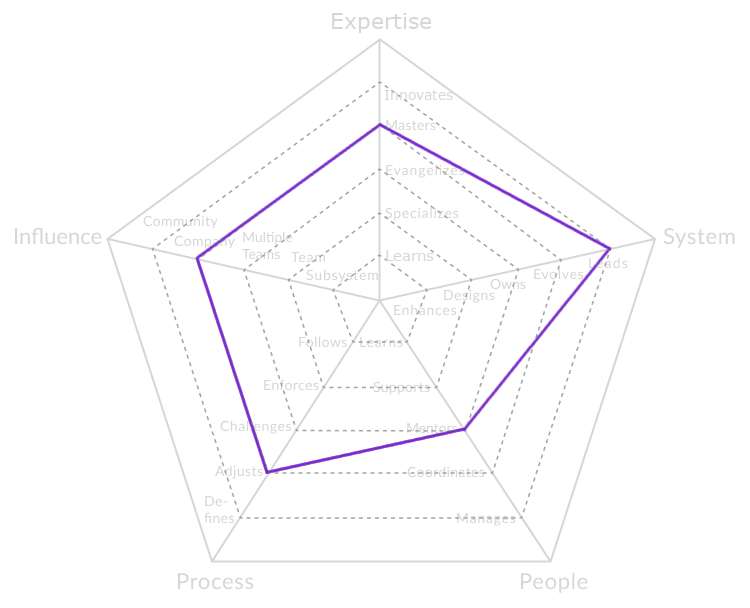 Expertise
Innovates
Masters
Evangelizes
Specializes
Learns
Influence
Community
Company
Multiple
Teams
Team
Subsystem
System
Leads
Evolves
Owns
Designs
Enhances
Follows
Learns
Enforces
Supports
Challenges
Mentors
Adjusts
Coordinates
De-
fines
Manages
Process
People